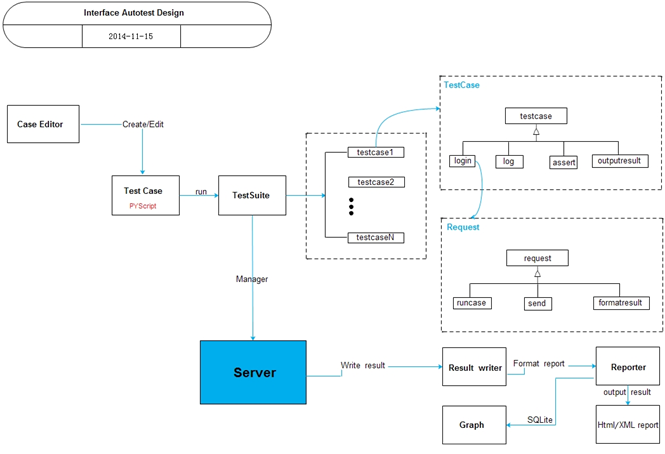 Interface Autotest Design
2014-11-15
TestCase
testcase
login
log
assert
outputresult
Case Editor
Create/Edit
testcase1
testcase2
testcaseN
Test Case
PYScript
run
TestSuite
Request
request
runcase
send
formatresult
Manager
Server
Write result
Result writer
Format report
Reporter
output result
SQLite
Graph
Html/XML report